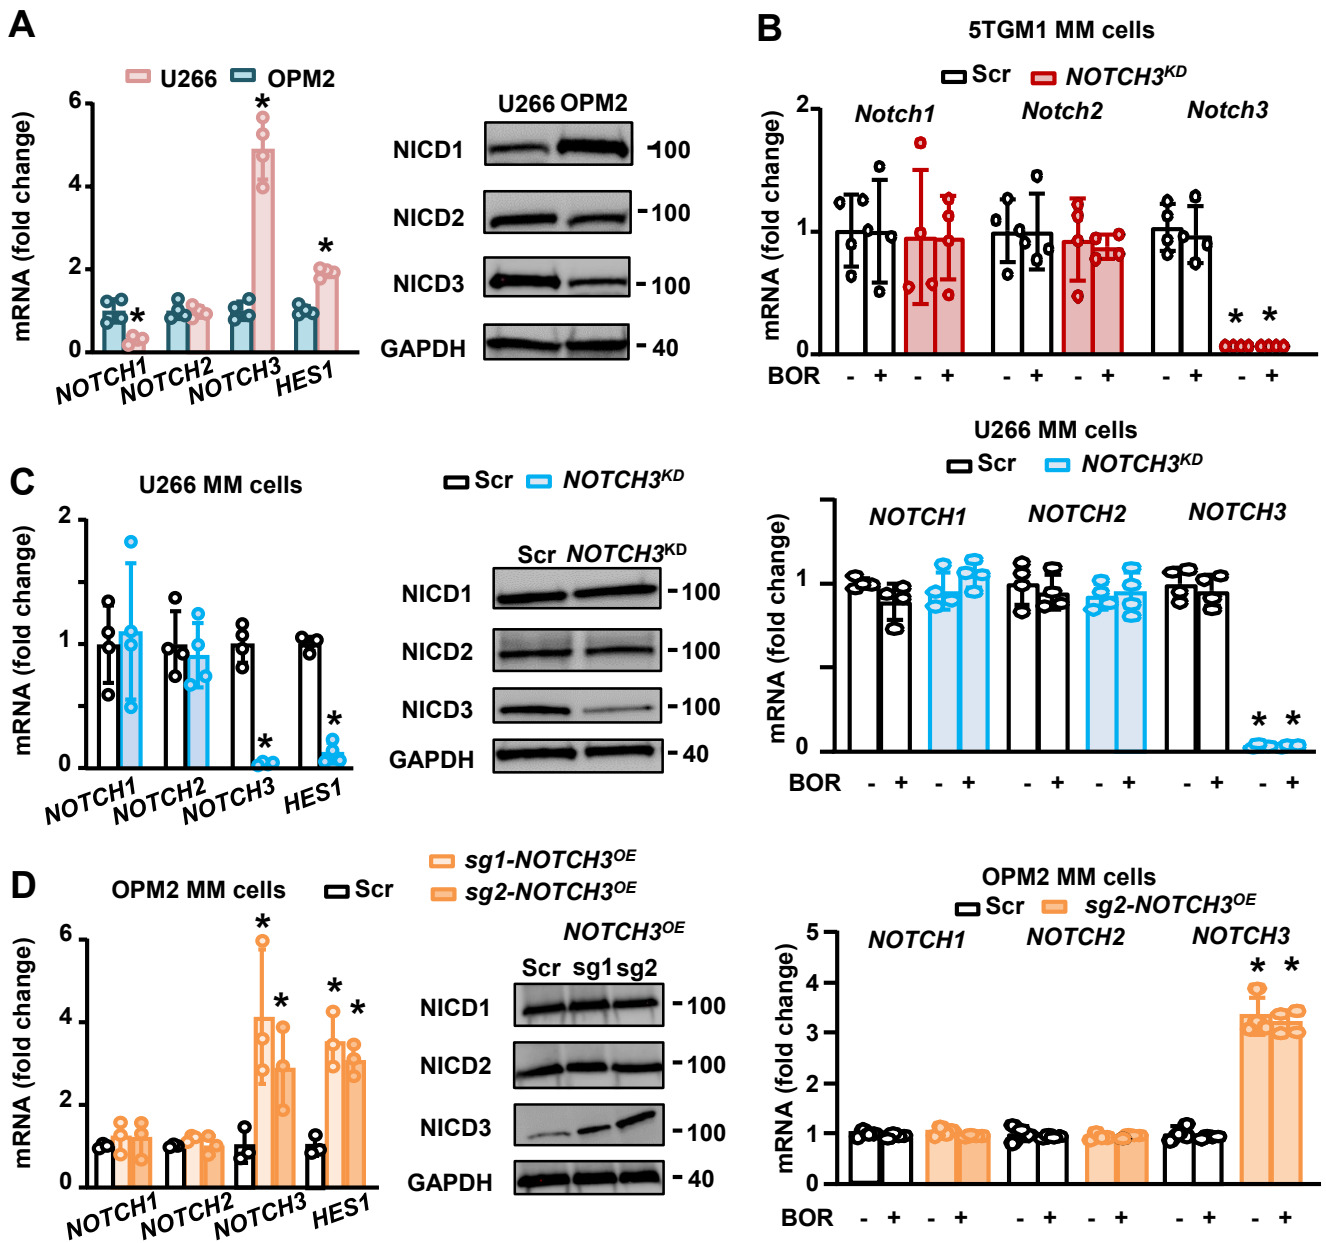 A
U266 OPM2
mRNA (fold change)
6
4
2
0
*
*
*
NOTCH1
NOTCH2
NOTCH3
HES1
U266 OPM2
NICD1
-100
NICD2
-100
NICD3
-100
GAPDH
-40
B
5TGM1 MM cells
Scr NOTCH3KD
mRNA (fold change)
2
1
0
Notch1 Notch2 Notch3
* *
BOR - + - + - + - + - + - +
U266 MM cells
Scr NOTCH3KD
mRNA (fold change)
1
0
NOTCH1 NOTCH2 NOTCH3
* *
BOR - + - + - + - + - + - +
C
U266 MM cells
Scr NOTCH3KD
mRNA (fold change)
2
1
0
*
*
NOTCH1
NOTCH2
NOTCH3
HES1
Scr NOTCH3KD
NICD1
-100
NICD2
-100
NICD3
-100
GAPDH
-40
D
OPM2 MM cells
Scr
sg1-NOTCH3OE
sg2-NOTCH3OE
mRNA (fold change)
6
4
2
0
*
*
*
*
NOTCH1
NOTCH2
NOTCH3
HES1
NOTCH3OE
Scr sg1 sg2
NICD1
-100
NICD2
-100
NICD3
-100
GAPDH
-40
OPM2 MM cells
Scr sg2-NOTCH3OE
mRNA (fold change)
5
4
3
2
1
0
NOTCH1 NOTCH2 NOTCH3
* *
BOR - + - + - + - + - + - +